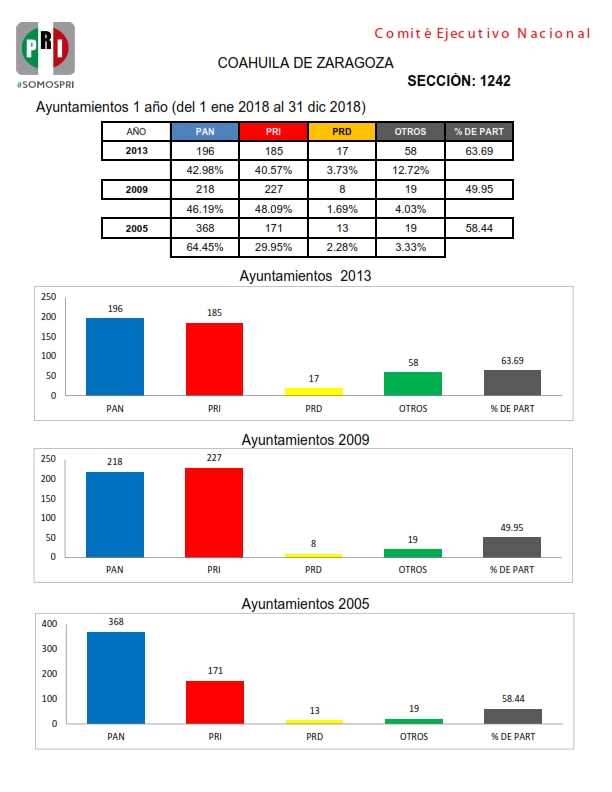 Comité Ejecutivo Nacional
PRI
#SOMOSPRI
COAHUILA DE ZARAGOZA
SECCIÓN: 1242
Ayuntamientos 1 año (del 1 ene 2018 al 31 dic 2018)
AÑO PAN PRI PRD OTROS % DE PART
2013 196 185 17 58 63.69
42.98% 40.57% 3.73% 12.72%
2009 218 227 8 19 49.95
46.19% 48.09% 1.69% 4.03%
2005 368 171 13 19 58.44
64.45% 29.95% 2.28% 3.33%
Ayuntamientos 2013
250
200
150
100
50
0
196 185 17 58 63.69
PAN PRI PRD OTROS % DE PART
Ayuntamientos 2009
250
200
150
100
50
0
218 227 8 19 49.95
PAN PRI PRD OTROS % DE PART
Ayuntamientos 2005
400
300
200
100
0
368 171 13 19 58.44
PAN PRI PRD OTROS % DE PART